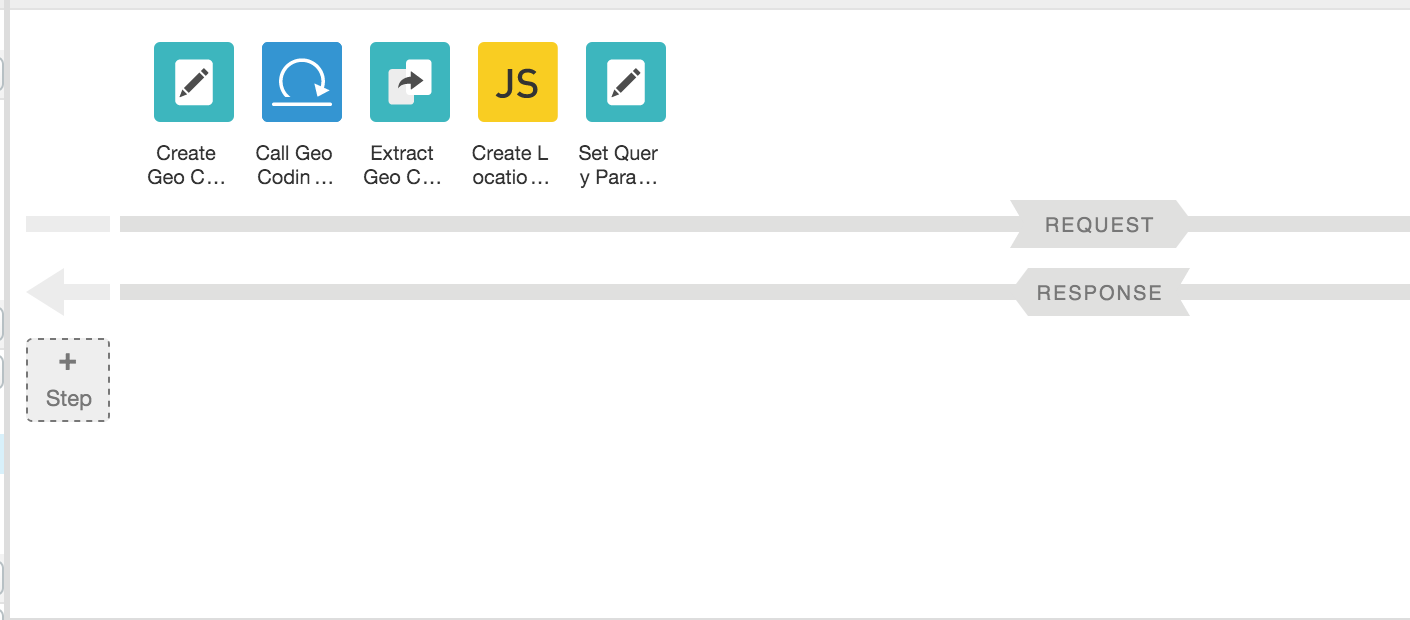 JS
Create
Geo C...
Call Geo
Codin ...
Extract
Geo C...
Create L
ocatio ...
Set Quer
y Para...
REQUEST
RESPONSE
+
Step